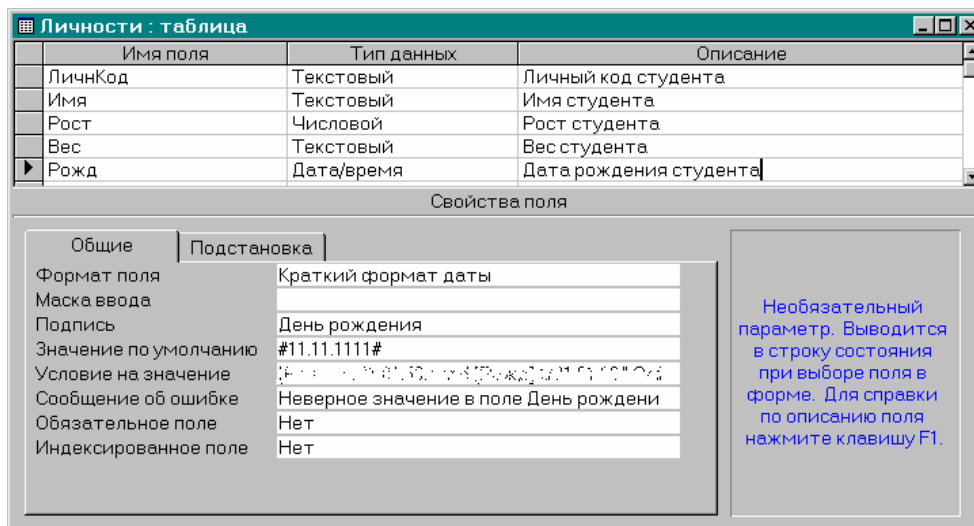 Личности : таблица
Имя поля Тип данных Описание
ЛичнКод Текстовый Личный код студента
Имя Текстовый Имя студента
Рост Числовой Рост студента
Вес Текстовый Вес студента
Рожд Дата/время Дата рождения студента
Свойства поля
Общие Подстановка
Формат поля Краткий формат даты
Маска ввода
Подпись День рождения
Значение по умолчанию #11.11.1111#
Условие на значение
Сообщение об ошибке Неверное значение в поле День рождени
Обязательное поле Нет
Индексированное поле Нет
Необязательный
параметр. Выводится
в строку состояния
при выборе поля в
форме. Для справки
по описанию поля
нажмите клавишу F1.